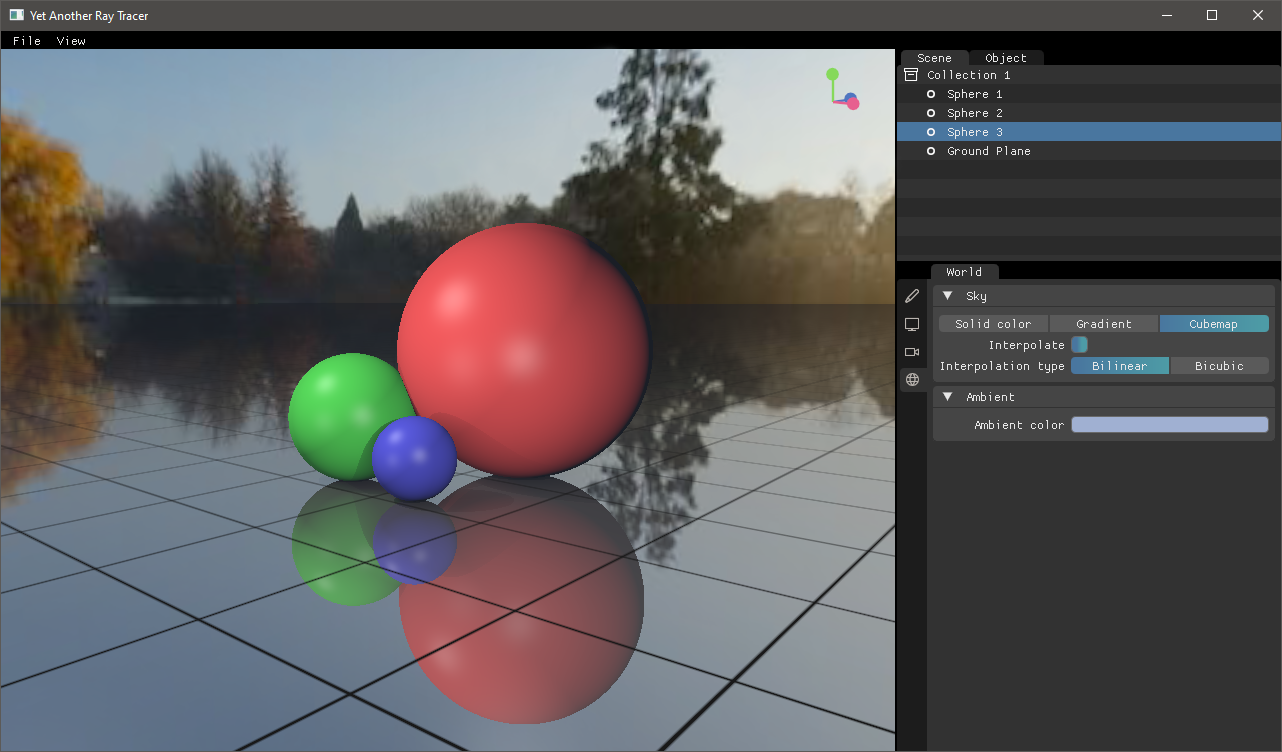 Yet Another Ray Tracer
File View
Scene Object
Collection 1
Sphere 1
Sphere 2
Sphere 3
Ground Plane
World
Sky
Solid color Gradient Cubemap
Interpolate
Interpolation type Bilinear Bicubic
Ambient
Ambient color